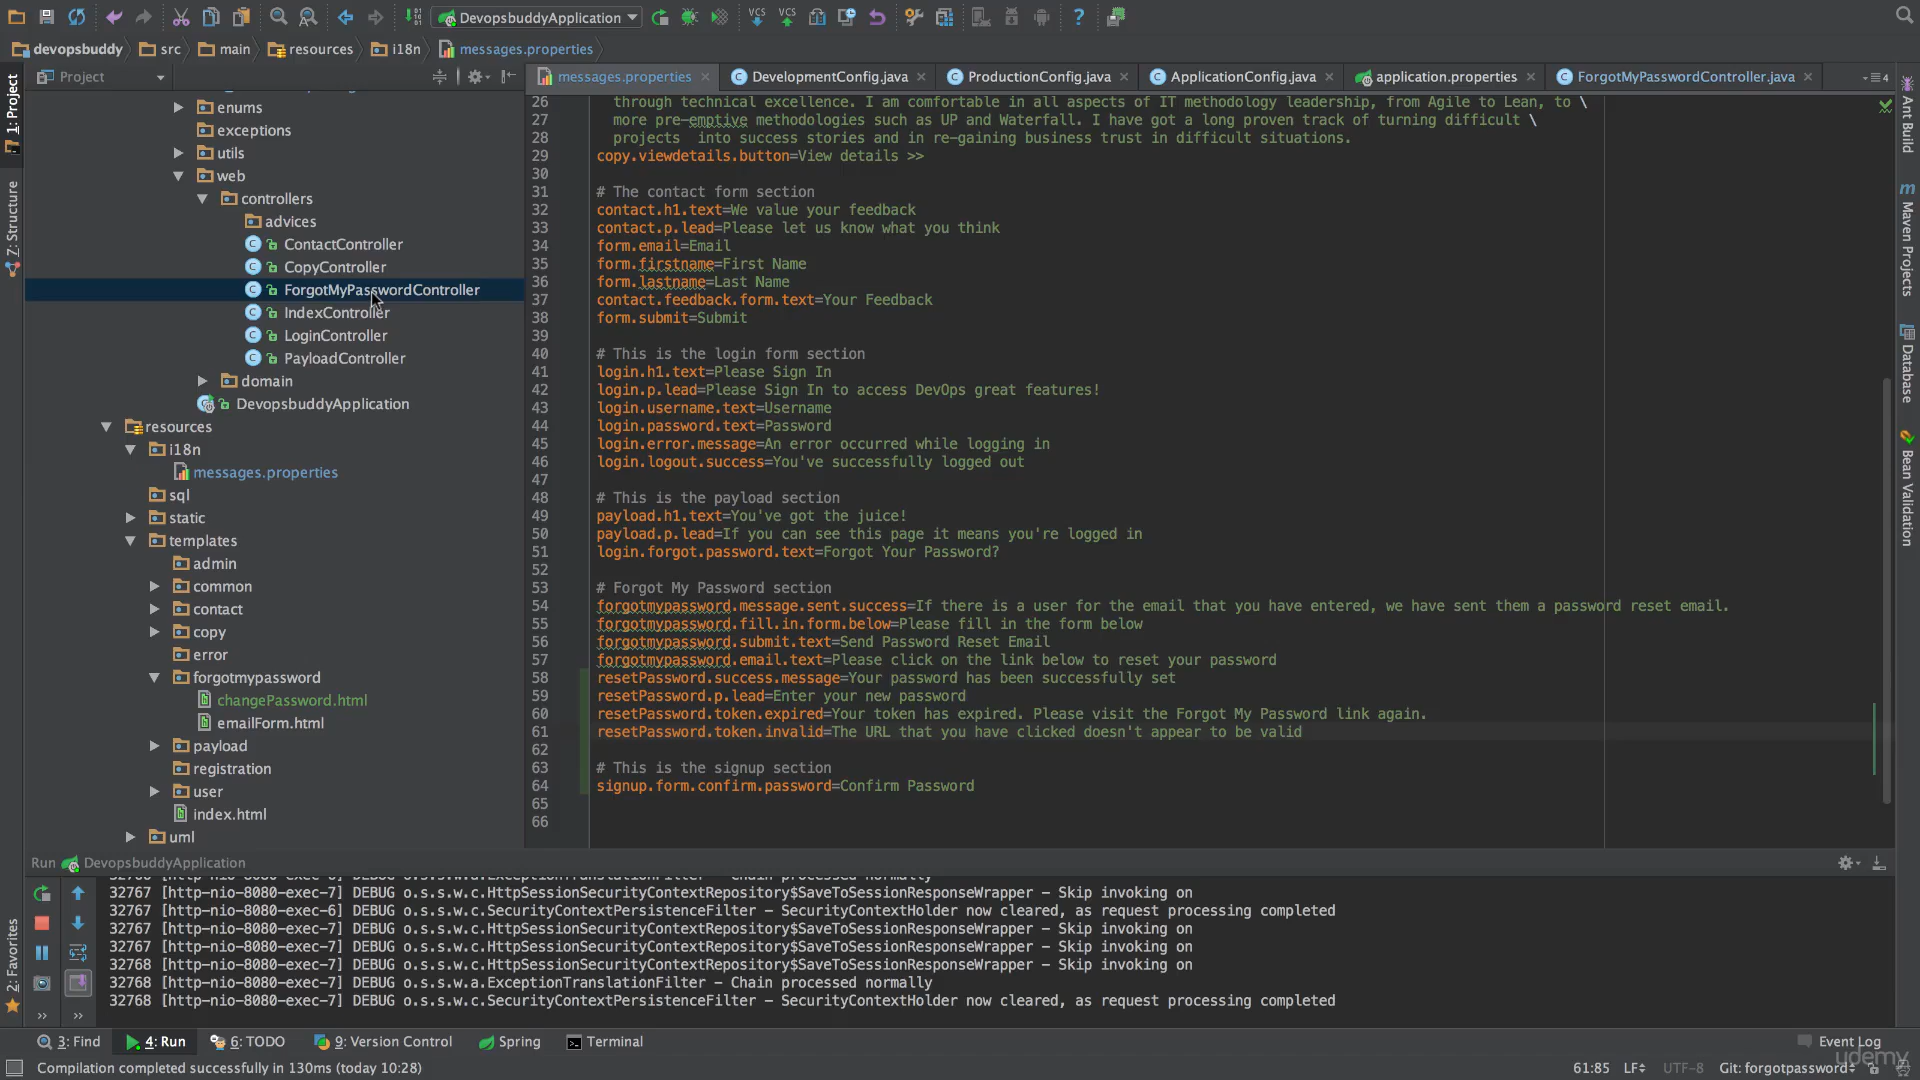 DevopsbuddyApplication
VCS VCS
devopsbuddy src main resources i18n messages.properties
Project
messages.properties DevelopmentConfig.java ProductionConfig.java ApplicationConfig.java application.properties ForgotMyPasswordController.java
1: Project
Z: Structure
2: Favorites
Ant Build
Maven Projects
Database
Bean Validation
enums
exceptions
utils
web
controllers
advices
ContactController
CopyController
ForgotMyPasswordController
IndexController
LoginController
PayloadController
domain
DevopsbuddyApplication
resources
i18n
messages.properties
sql
static
templates
admin
common
contact
copy
error
forgotmypassword
changePassword.html
emailForm.html
payload
registration
user
index.html
uml
26 through technical excellence. I am comfortable in all aspects of IT methodology leadership, from Agile to Lean, to \
27 more pre-emptive methodologies such as UP and Waterfall. I have got a long proven track of turning difficult \
28 projects  into success stories and in re-gaining business trust in difficult situations.
29 copy.viewdetails.button=View details >>
30
31 # The contact form section
32 contact.h1.text=We value your feedback
33 contact.p.lead=Please let us know what you think
34 form.email=Email
35 form.firstname=First Name
36 form.lastname=Last Name
37 contact.feedback.form.text=Your Feedback
38 form.submit=Submit
39
40 # This is the login form section
41 login.h1.text=Please Sign In
42 login.p.lead=Please Sign In to access DevOps great features!
43 login.username.text=Username
44 login.password.text=Password
45 login.error.message=An error occurred while logging in
46 login.logout.success=You've successfully logged out
47
48 # This is the payload section
49 payload.h1.text=You've got the juice!
50 payload.p.lead=If you can see this page it means you're logged in
51 login.forgot.password.text=Forgot Your Password?
52
53 # Forgot My Password section
54 forgotmypassword.message.sent.success=If there is a user for the email that you have entered, we have sent them a password reset email.
55 forgotmypassword.fill.in.form.below=Please fill in the form below
56 forgotmypassword.submit.text=Send Password Reset Email
57 forgotmypassword.email.text=Please click on the link below to reset your password
58 resetPassword.success.message=Your password has been successfully set
59 resetPassword.p.lead=Enter your new password
60 resetPassword.token.expired=Your token has expired. Please visit the Forgot My Password link again.
61 resetPassword.token.invalid=The URL that you have clicked doesn't appear to be valid
62
63 # This is the signup section
64 signup.form.confirm.password=Confirm Password
65
66
Run DevopsbuddyApplication
32767 [http-nio-8080-exec-6] DEBUG o.s.s.w.a.ExceptionTranslationFilter - Chain processed normally
32767 [http-nio-8080-exec-7] DEBUG o.s.s.w.c.HttpSessionSecurityContextRepository$SaveToSessionResponseWrapper - Skip invoking on
32767 [http-nio-8080-exec-6] DEBUG o.s.s.w.c.SecurityContextPersistenceFilter - SecurityContextHolder now cleared, as request processing completed
32767 [http-nio-8080-exec-7] DEBUG o.s.s.w.c.HttpSessionSecurityContextRepository$SaveToSessionResponseWrapper - Skip invoking on
32767 [http-nio-8080-exec-7] DEBUG o.s.s.w.c.HttpSessionSecurityContextRepository$SaveToSessionResponseWrapper - Skip invoking on
32768 [http-nio-8080-exec-7] DEBUG o.s.s.w.c.HttpSessionSecurityContextRepository$SaveToSessionResponseWrapper - Skip invoking on
32768 [http-nio-8080-exec-7] DEBUG o.s.s.w.a.ExceptionTranslationFilter - Chain processed normally
32768 [http-nio-8080-exec-7] DEBUG o.s.s.w.c.SecurityContextPersistenceFilter - SecurityContextHolder now cleared, as request processing completed
3: Find 4: Run 6: TODO 9: Version Control Spring Terminal Event Log
Compilation completed successfully in 130ms (today 10:28) 61:85 LF UTF-8 Git: forgotpassword
udemy